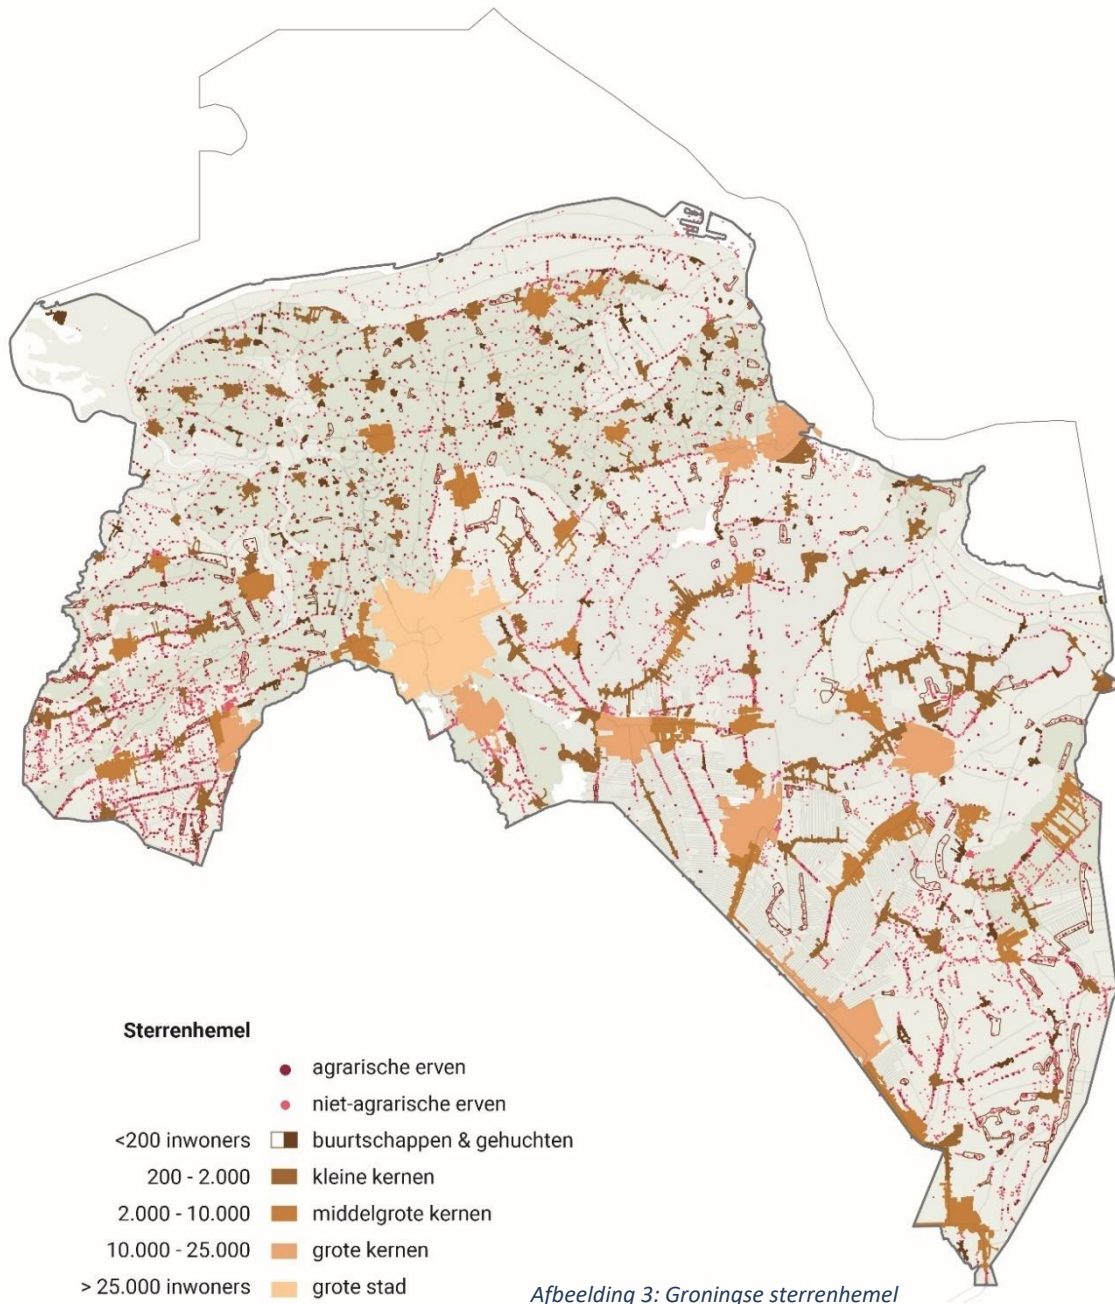 Sterrenhemel
agrarische erven
niet-agrarische erven
<200 inwoners buurtschappen & gehuchten
200 - 2.000 kleine kernen
2.000 - 10.000 middelgrote kernen
10.000 - 25.000 grote kernen
> 25.000 inwoners grote stad
Afbeelding 3: Groningse sterrenhemel